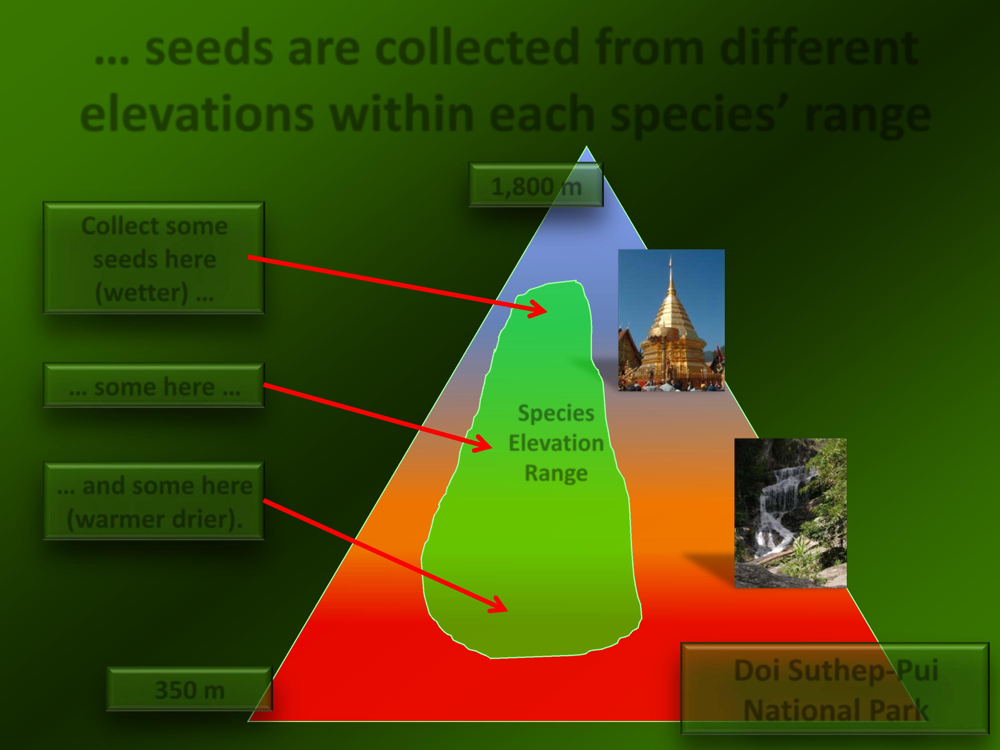 … seeds are collected from different
elevations within each species’ range
1,800 m
Collect some
seeds here
(wetter) …
… some here …
… and some here
(warmer drier).
Species
Elevation
Range
350 m
Doi Suthep-Pui
National Park